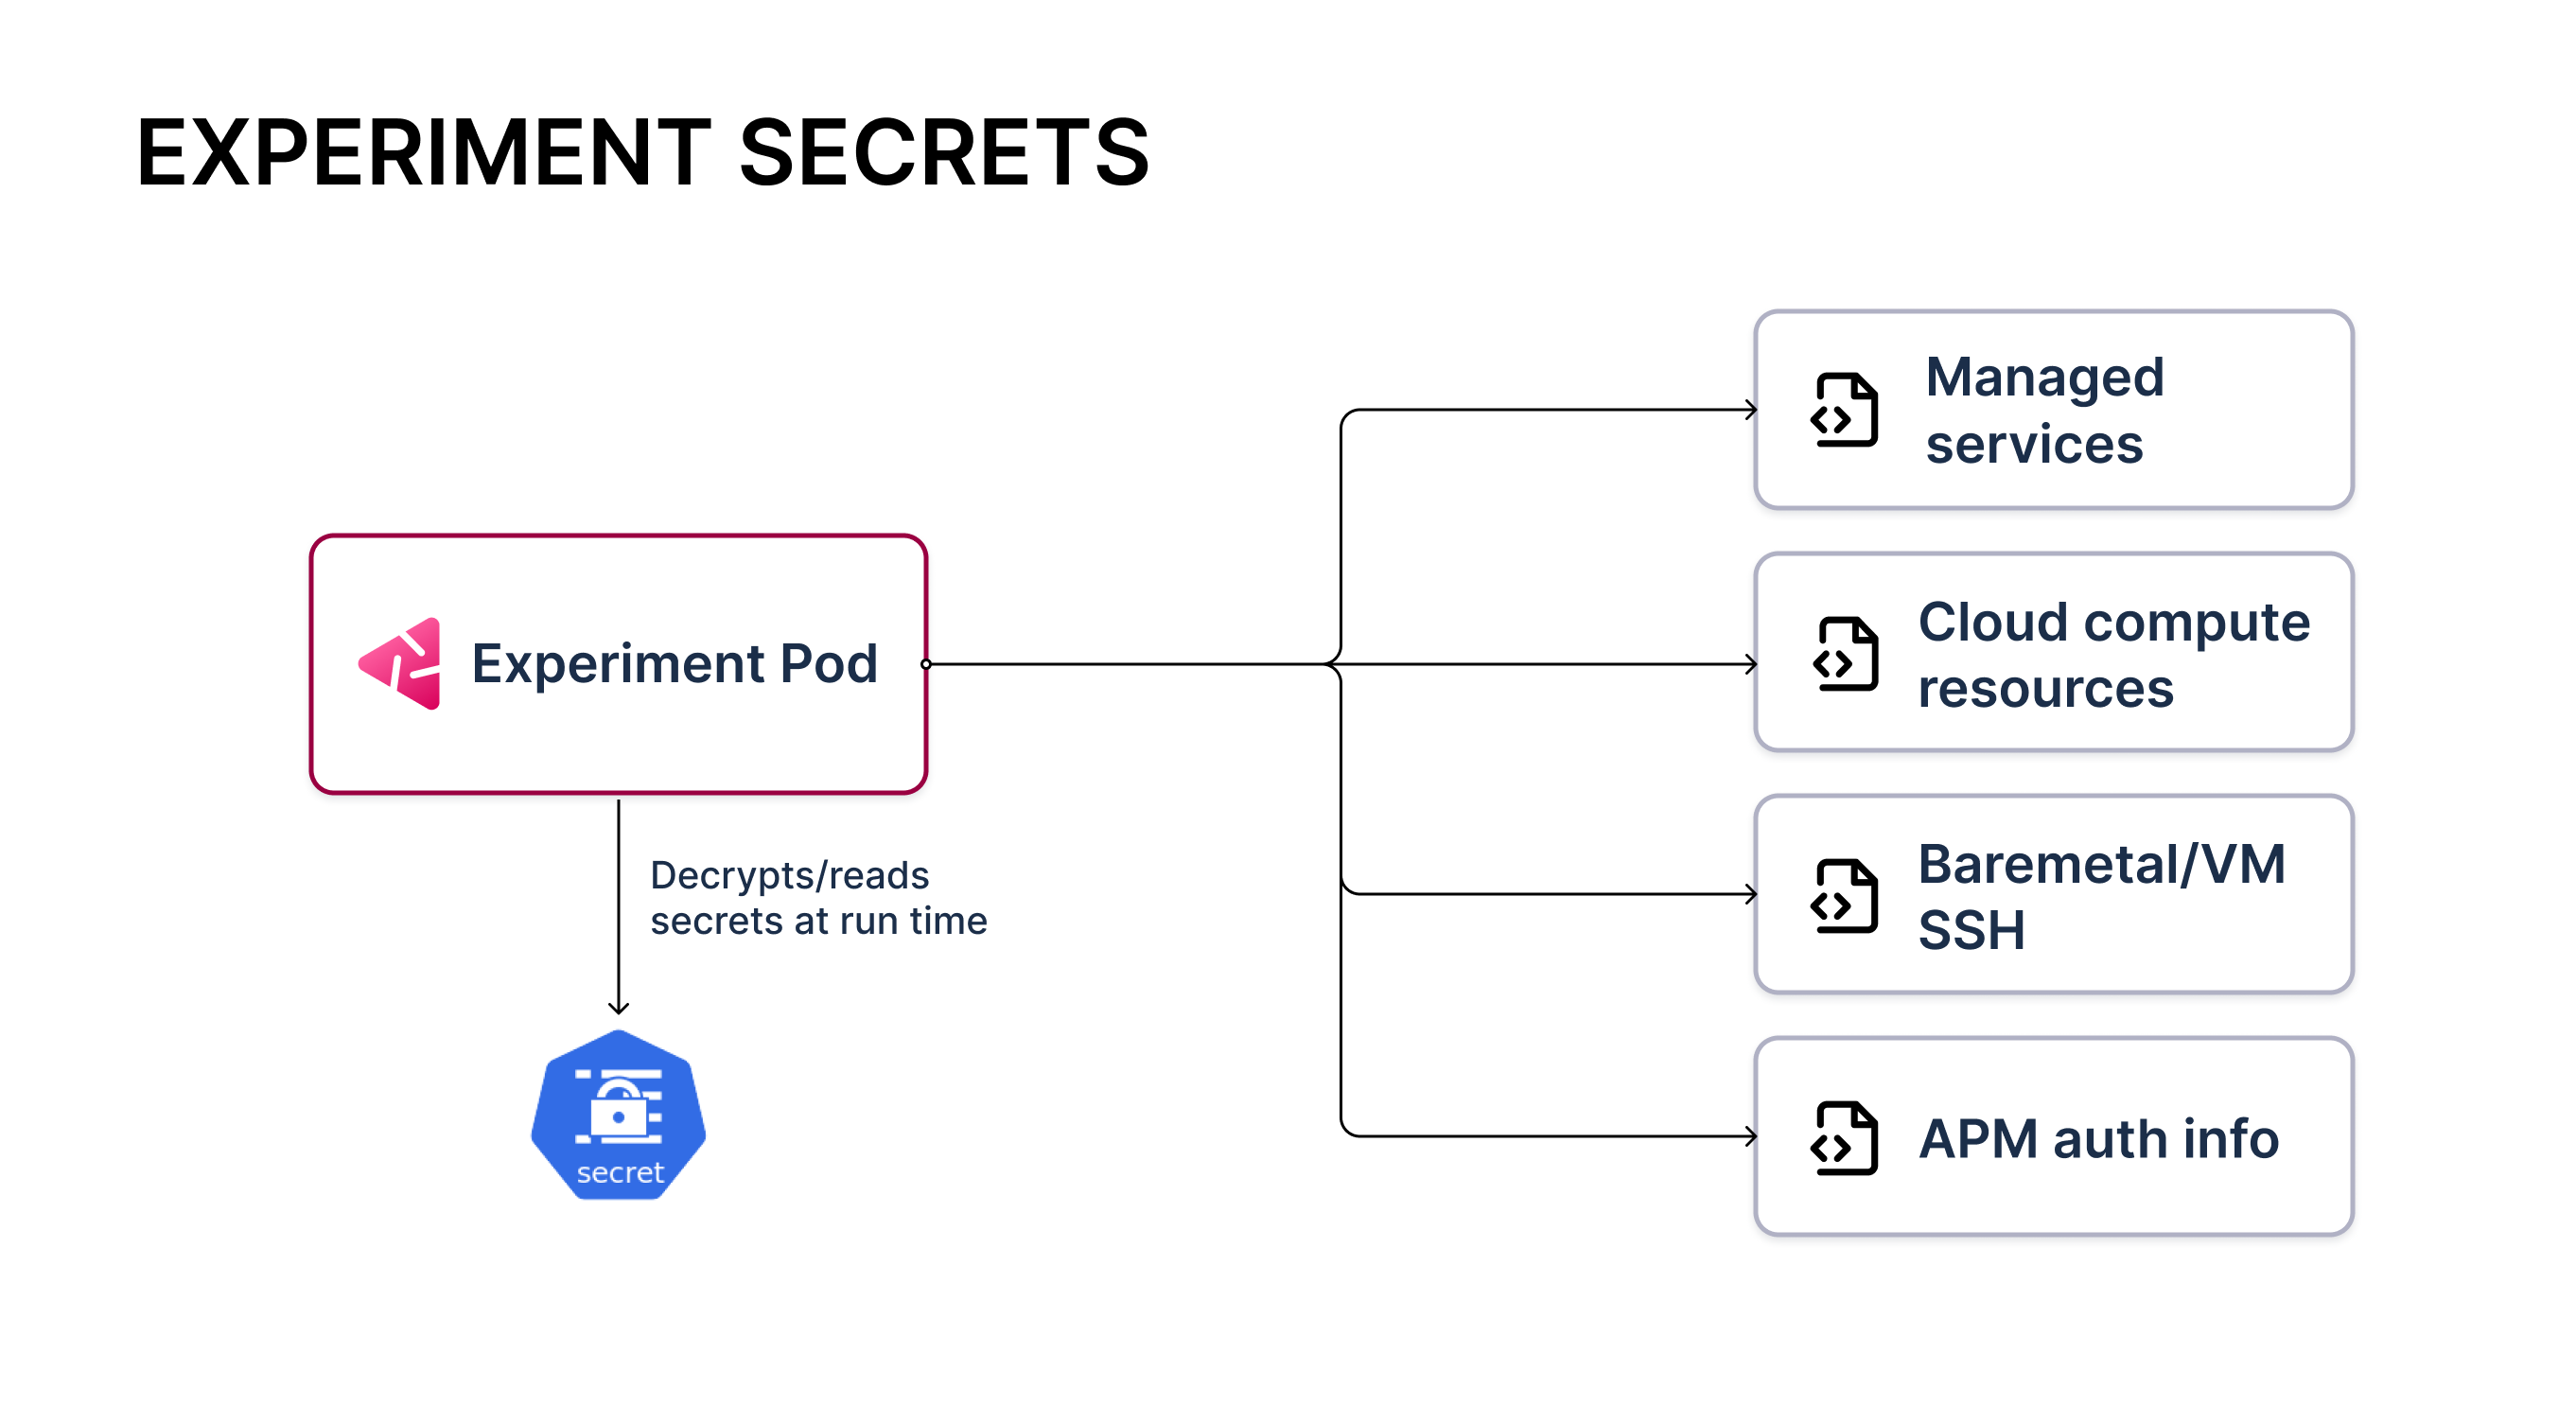 EXPERIMENT SECRETS
Experiment Pod
Decrypts/reads
secrets at run time
secret
Managed
services
Cloud compute
resources
Baremetal/VM
SSH
APM auth info